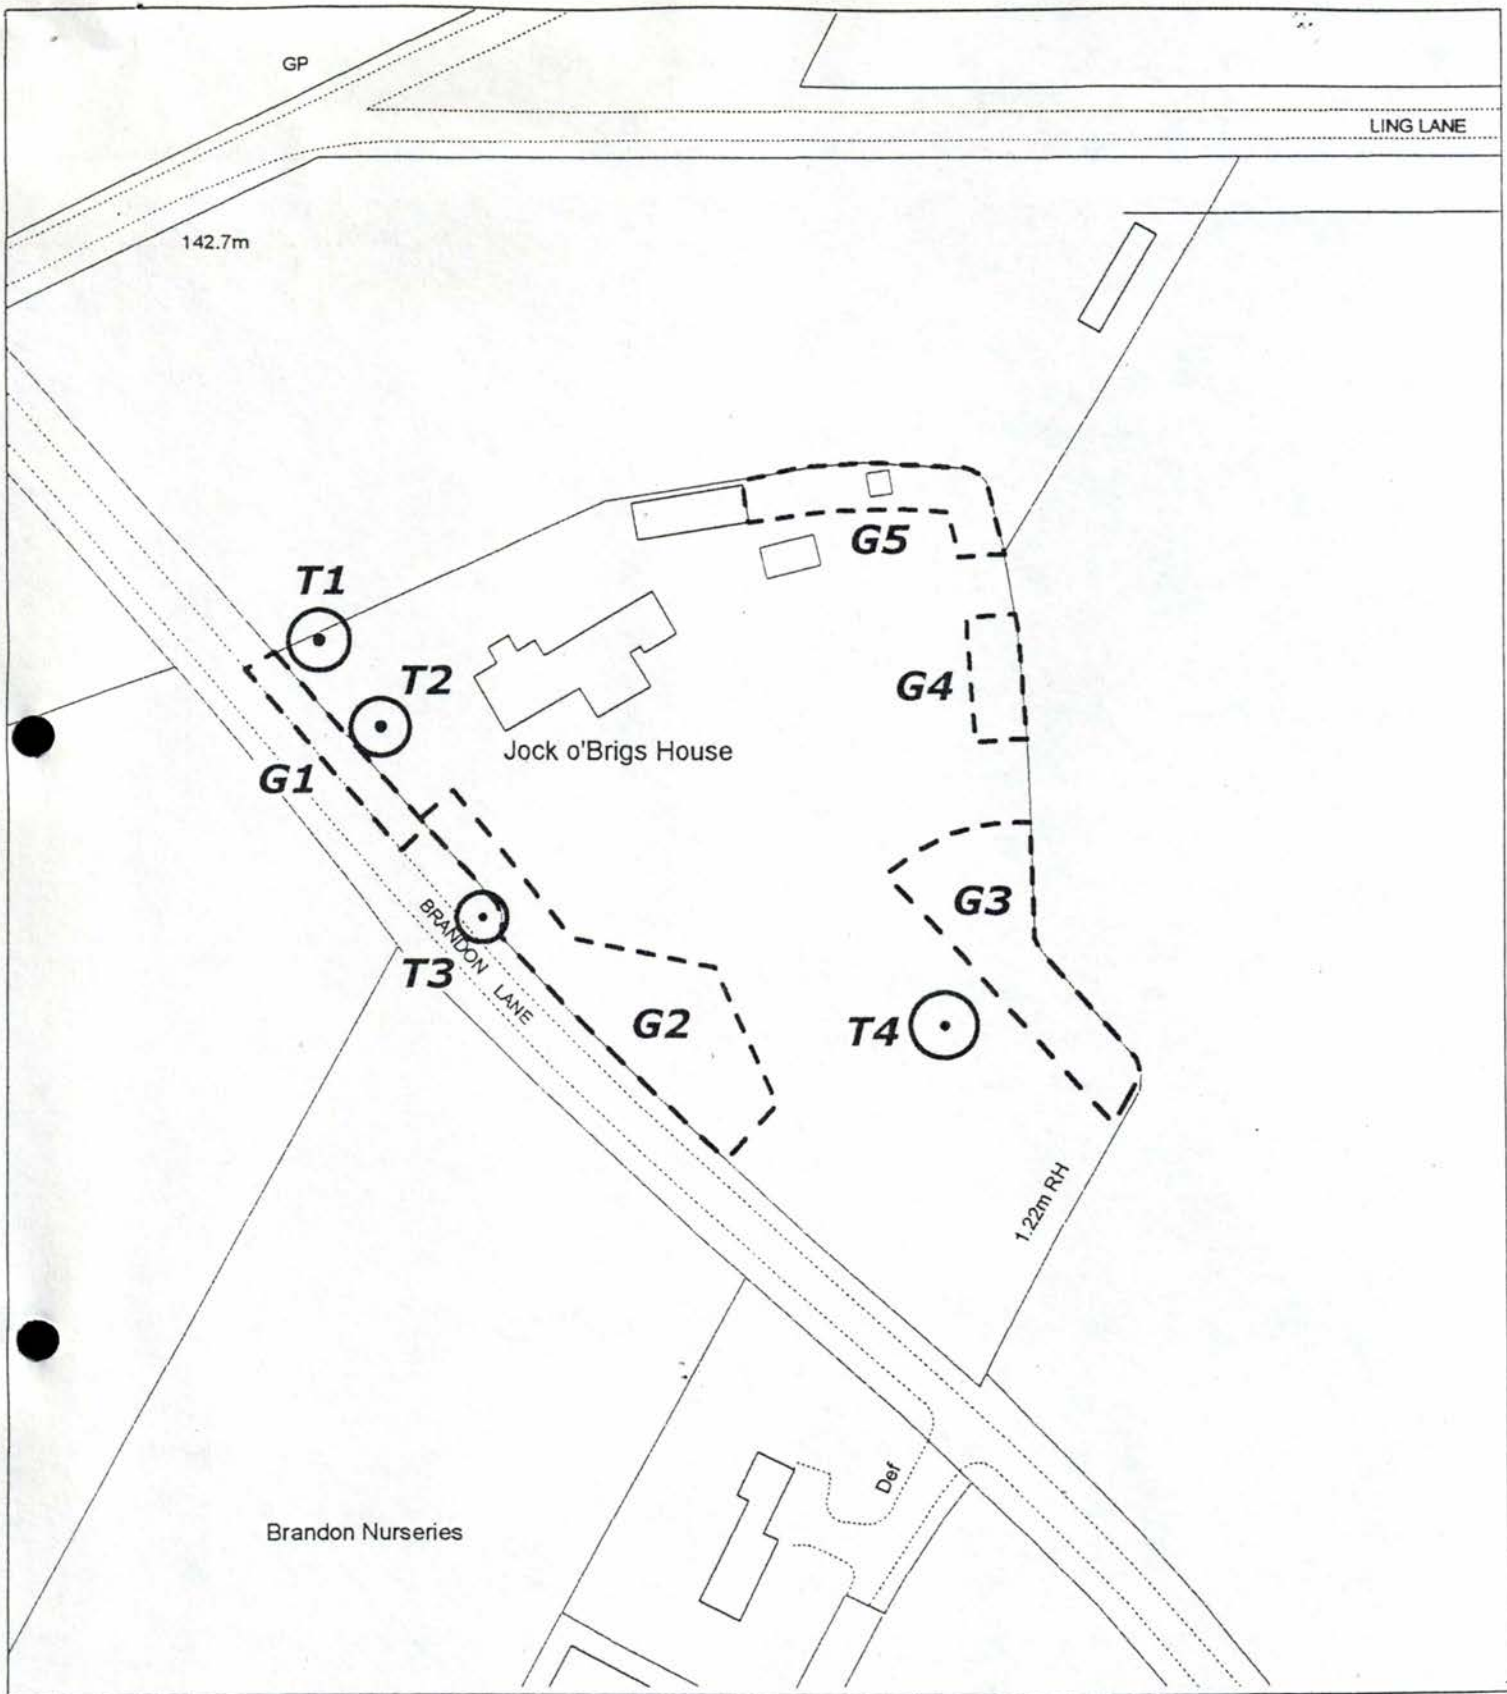 GP
LING LANE
142.7m
T1
G5
T2
G4
Jock o'Brigs House
G1
G3
BRANDON LANE
T3
G2
T4
1.22m RH
Def
Brandon Nurseries